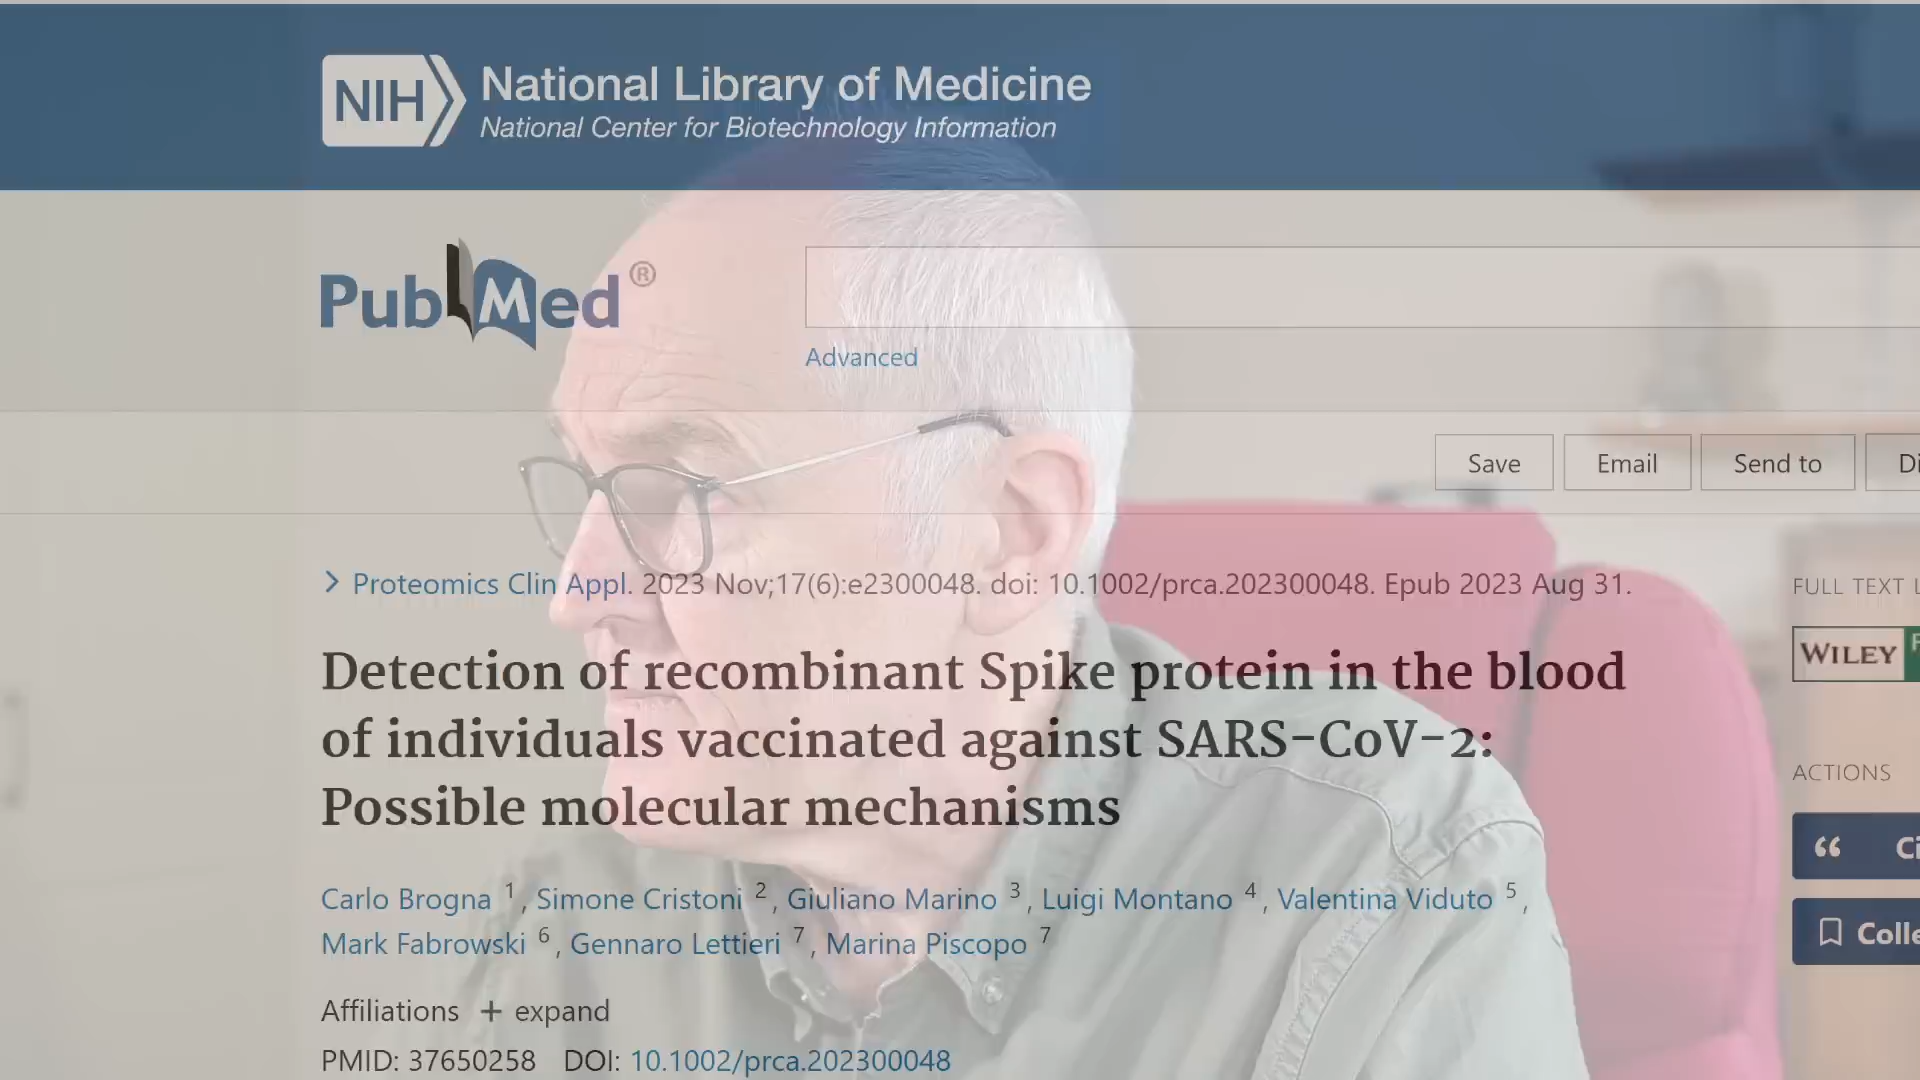 NIH National Library of Medicine
National Center for Biotechnology Information
PubMed®
Advanced
Save Email Send to
> Proteomics Clin Appl. 2023 Nov;17(6):e2300048. doi: 10.1002/prca.202300048. Epub 2023 Aug 31.
FULL TEXT
WILEY
Detection of recombinant Spike protein in the blood
of individuals vaccinated against SARS-CoV-2:
Possible molecular mechanisms
ACTIONS
Carlo Brogna 1, Simone Cristoni 2, Giuliano Marino 3, Luigi Montano 4, Valentina Viduto 5,
Mark Fabrowski 6, Gennaro Lettieri 7, Marina Piscopo 7
Affiliations + expand
PMID: 37650258 DOI: 10.1002/prca.202300048